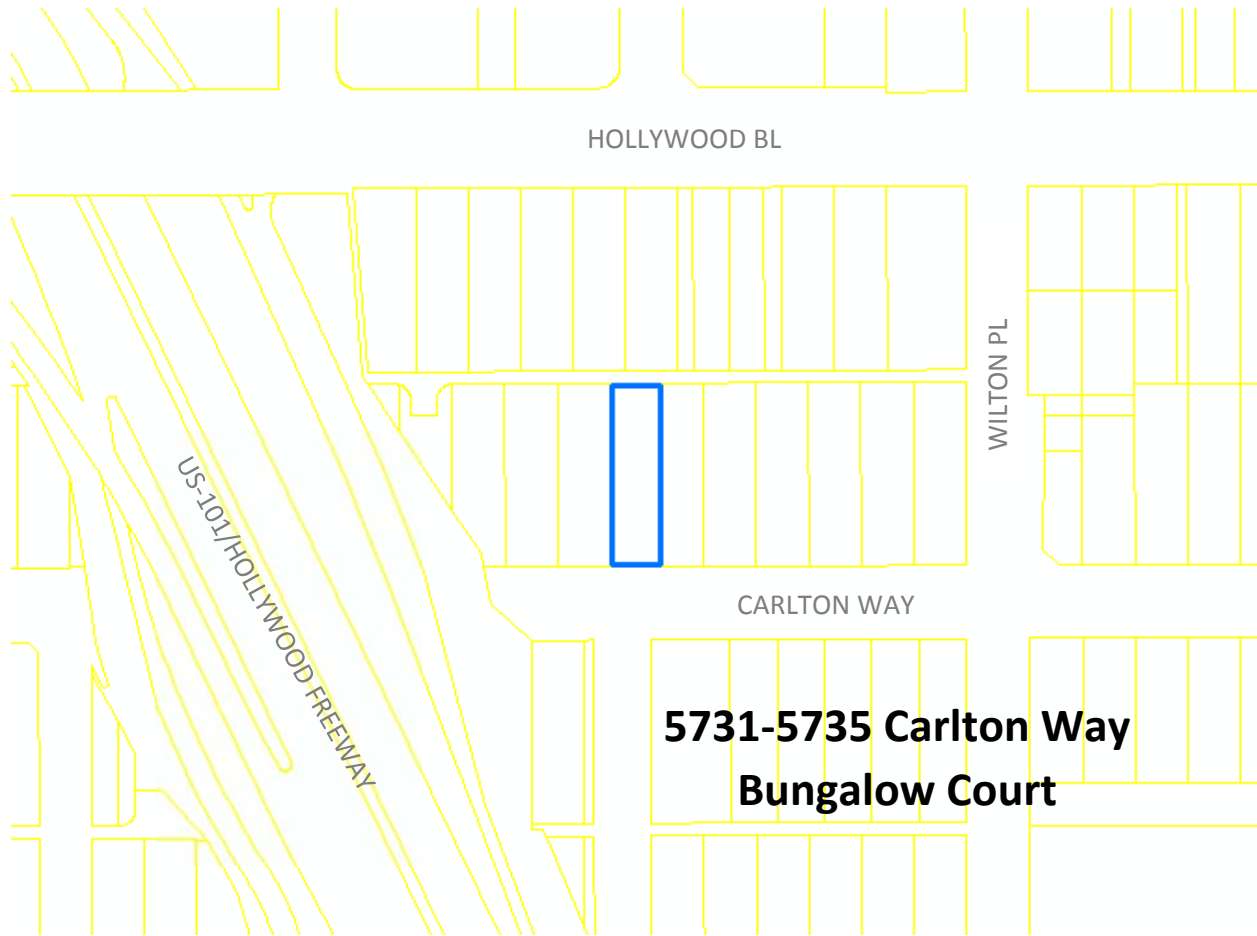 HOLLYWOOD BL
WILTON PL
US-101/HOLLYWOOD FREEWAY
CARLTON WAY
5731-5735 Carlton Way
Bungalow Court